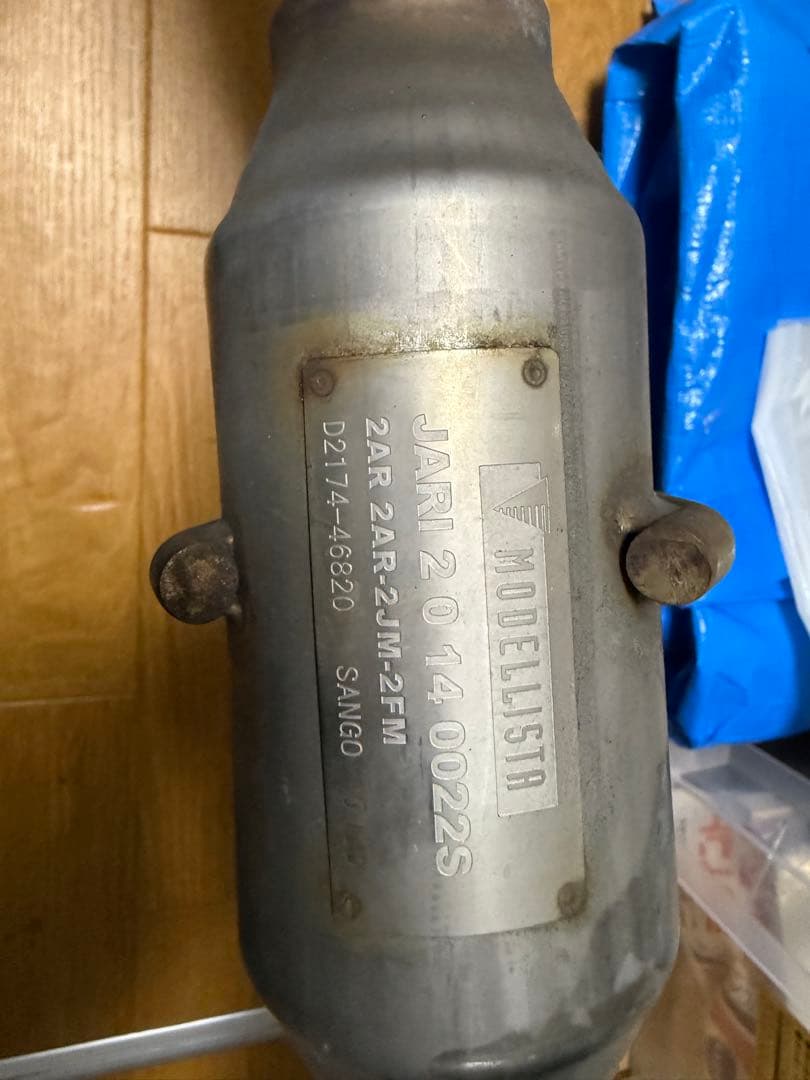 MODELLISTA
JARI 2 0 14 0022S
2AR 2AR-2JM-2FM
D2174-46820 SANGO